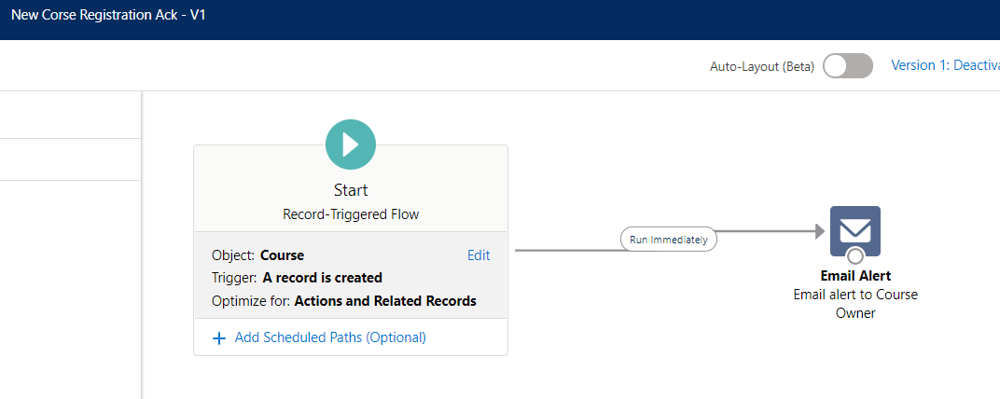 New Corse Registration Ack - V1
Auto-Layout (Beta)
Version 1: Deactiva
Start
Record-Triggered Flow
Object: Course Edit
Trigger: A record is created
Optimize for: Actions and Related Records
+ Add Scheduled Paths (Optional)
Run Immediately
Email Alert
Email alert to Course
Owner